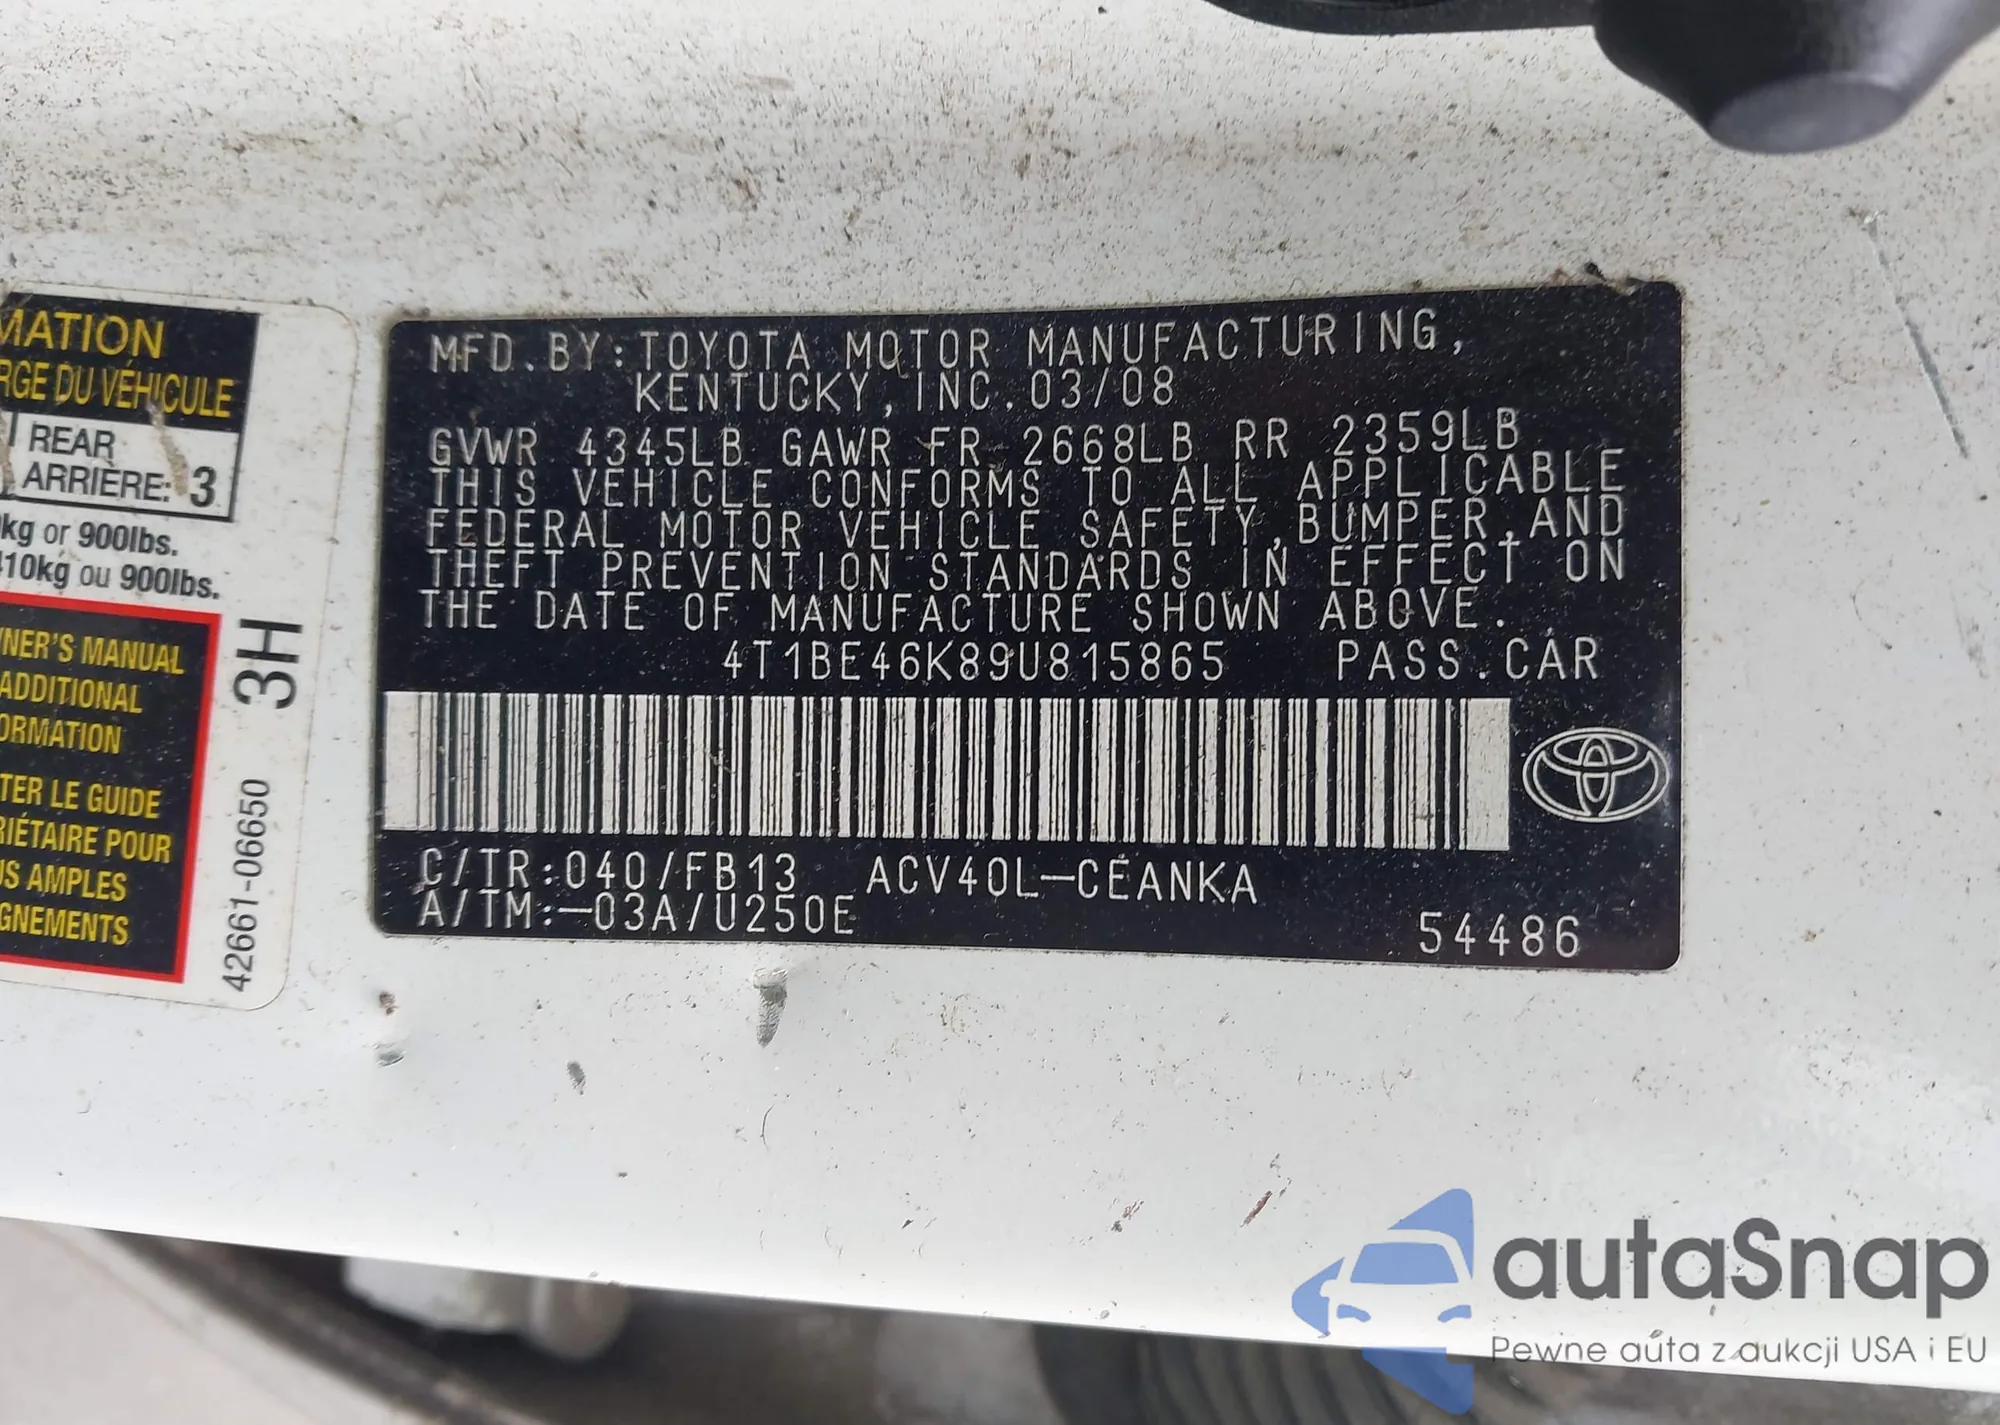 MATION
RGE DU VÉHICULE
REAR
ARRIÈRE: 3
kg or 900lbs.
410kg ou 900lbs.
NER'S MANUAL
ADDITIONAL
ORMATION
TER LE GUIDE
RIÉTAIRE POUR
US AMPLES
GNEMENTS
3H
42661-06650
MFD.BY:TOYOTA MOTOR MANUFACTURING,
KENTUCKY,INC.03/08
GVWR 4345LB GAWR FR 2668LB RR 2359LB
THIS VEHICLE CONFORMS TO ALL APPLICABLE
FEDERAL MOTOR VEHICLE SAFETY,BUMPER,AND
THEFT PREVENTION STANDARDS IN EFFECT ON
THE DATE OF MANUFACTURE SHOWN ABOVE.
4T1BE46K89U815865 PASS.CAR
C/TR:040/FB13 ACV40L-CEANKA
A/TM:-03A/U250E
54486
autaSnap
Pewne auta z aukcji USA i EU